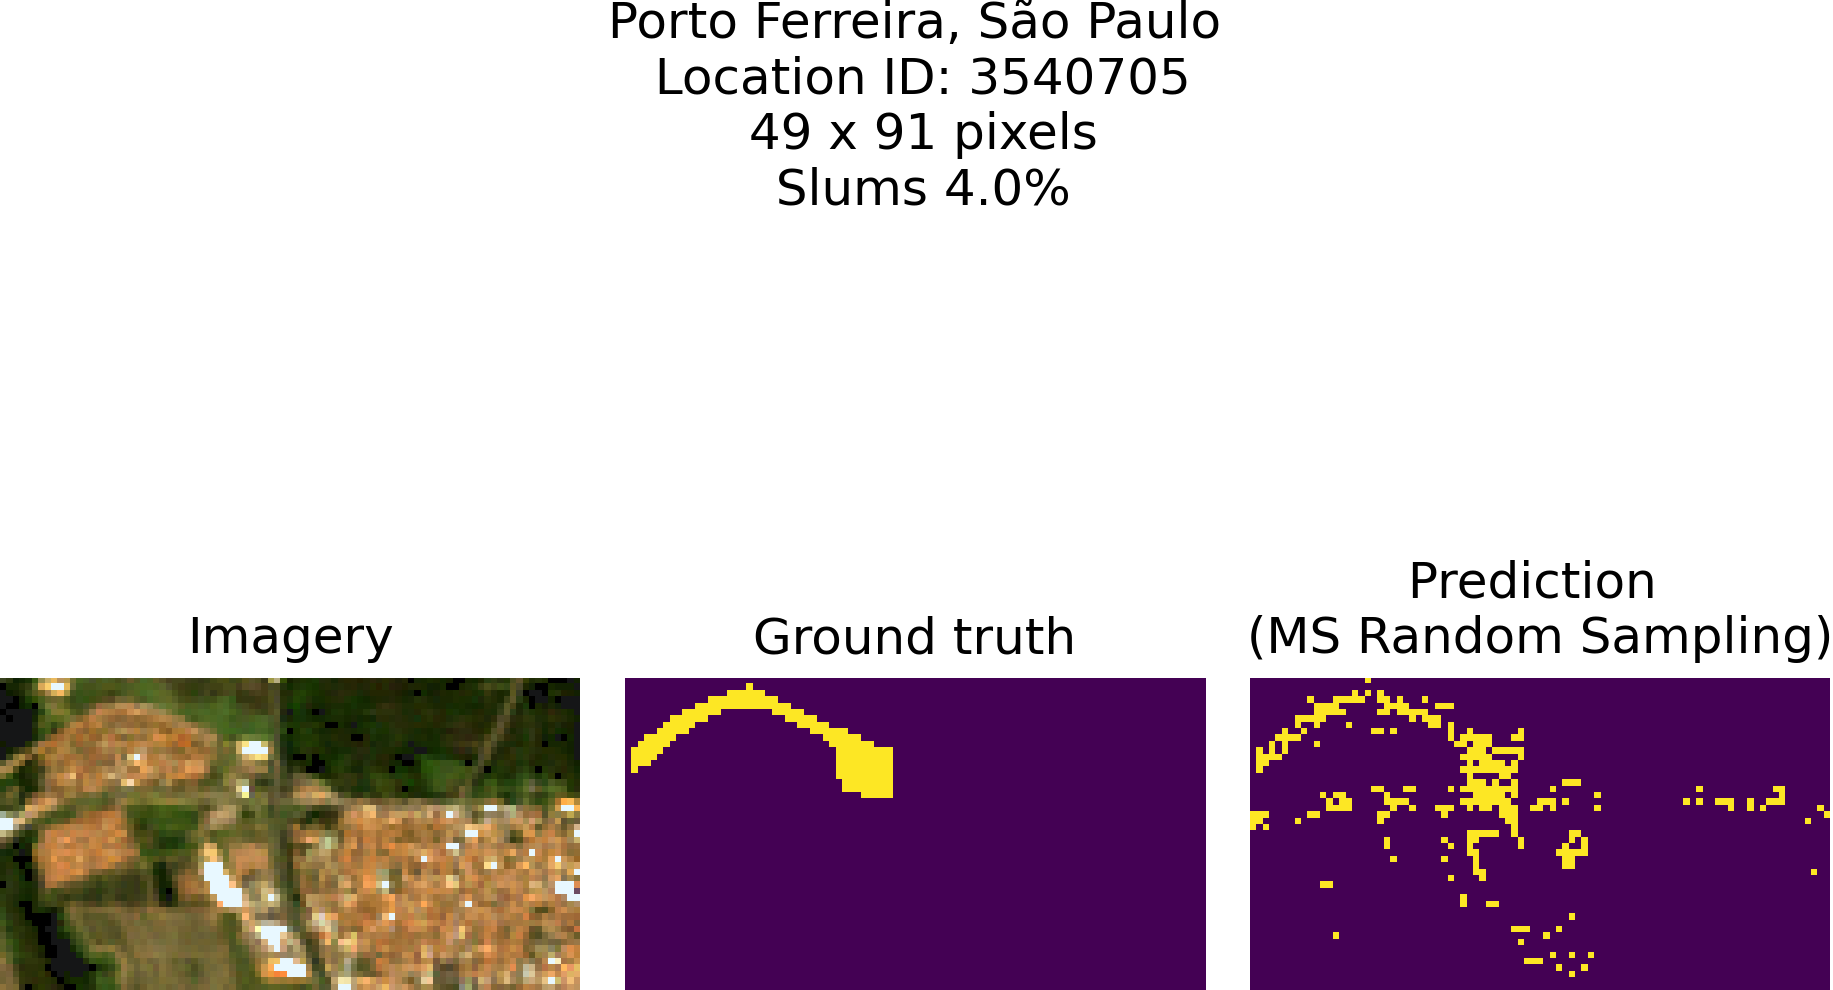 Porto Ferreira, São Paulo
Location ID: 3540705
49 x 91 pixels
Slums 4.0%
Imagery
Ground truth
Prediction
(MS Random Sampling)